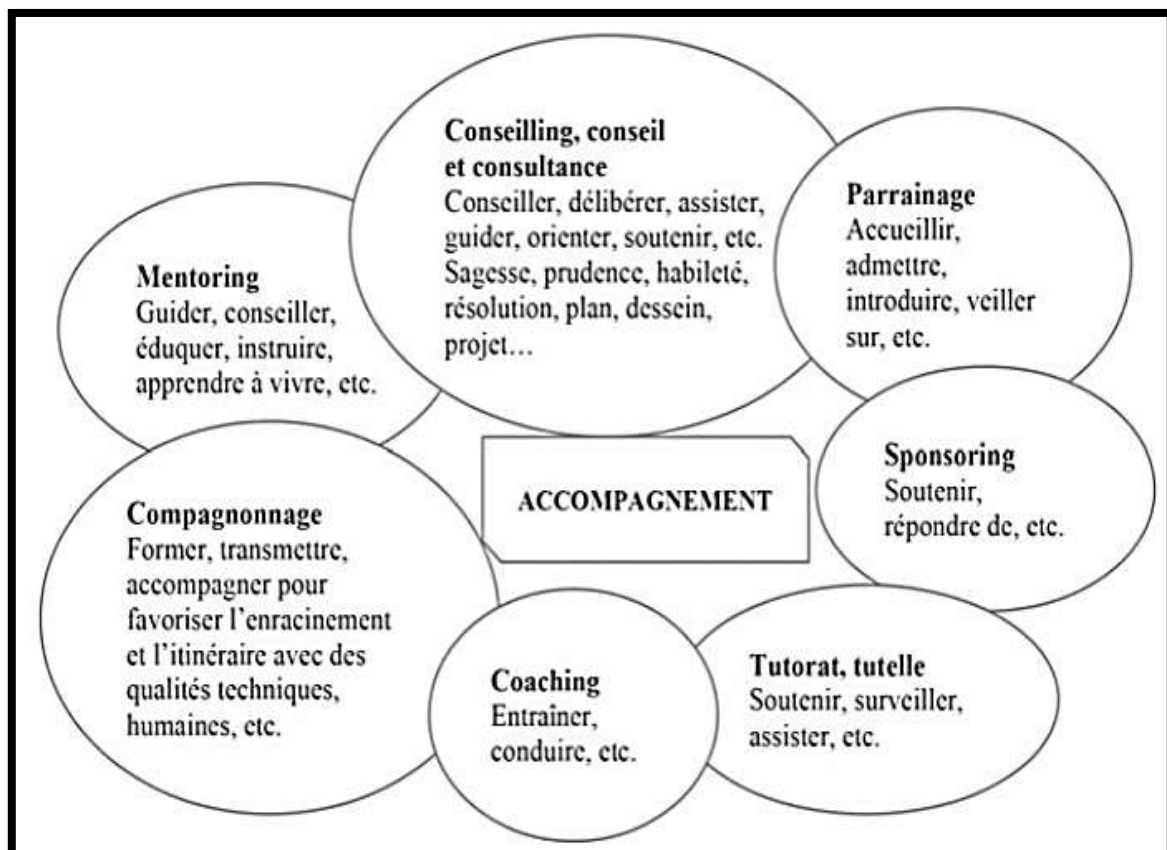 Conseilling, conseil
et consultance
Conseiller, délibérer, assister,
guider, orienter, soutenir, etc.
Sagesse, prudence, habileté,
résolution, plan, dessein,
projet…
Parrainage
Accueillir,
admettre,
introduire, veiller
sur, etc.
Mentoring
Guider, conseiller,
éduquer, instruire,
apprendre à vivre, etc.
Sponsoring
Soutenir,
répondre de, etc.
ACCOMPAGNEMENT
Compagnonnage
Former, transmettre,
accompagner pour
favoriser l’enracinement
et l’itinéraire avec des
qualités techniques,
humaines, etc.
Coaching
Entraîner,
conduire, etc.
Tutorat, tutelle
Soutenir, surveiller,
assister, etc.